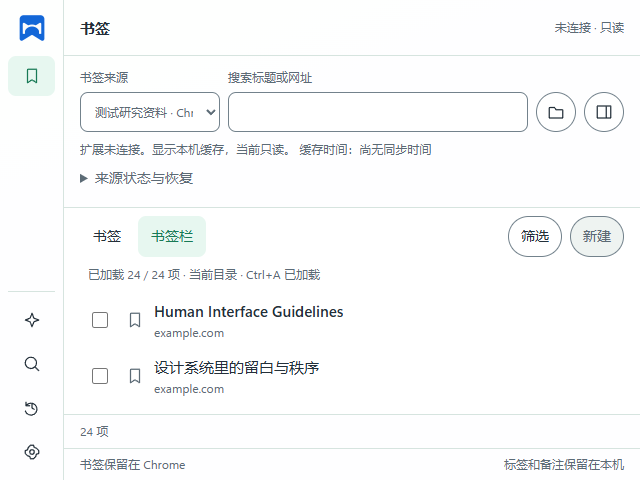 书签
未连接 · 只读
书签来源
搜索标题或网址
测试研究资料 · Chr
扩展未连接。显示本机缓存，当前只读。 缓存时间：尚无同步时间
来源状态与恢复
书签
书签栏
筛选
新建
已加载 24 / 24 项 · 当前目录 · Ctrl+A 已加载
Human Interface Guidelines
example.com
设计系统里的留白与秩序
example.com
24 项
书签保留在 Chrome
标签和备注保留在本机